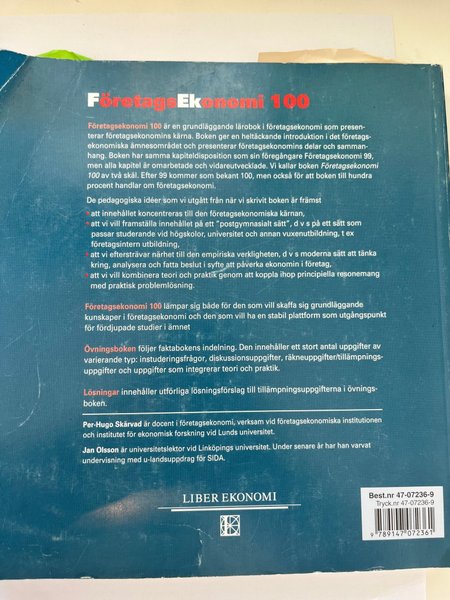 FöretagsEkonomi 100
Företagsekonomi 100 är en grundläggande lärobok i företagsekonomi som presen-
terar företagsekonomins kärna. Boken ger en heltäckande introduktion i det företags-
ekonomiska ämnesområdet och presenterar företagsekonomins delar och samman-
hang. Boken har samma kapiteldisposition som sin föregångare Företagsekonomi 99,
men alla kapitel är omarbetade och vidareutvecklade. Vi kallar boken Företagsekonomi
100 av två skäl. Efter 99 kommer som bekant 100, men också för att boken till hundra
procent handlar om företagsekonomi.
De pedagogiska idéer som vi utgått från när vi skrivit boken är främst
att innehållet koncentreras till den företagsekonomiska kärnan,
att vi vill framställa innehållet på ett "postgymnasialt sätt", d v s på ett sätt som
passar studerande vid högskolor, universitet och annan vuxenutbildning, t ex
företagsintern utbildning,
att vi eftersträvar närhet till den empiriska verkligheten, d v s moderna sätt att tänka
kring, analysera och fatta beslut i syfte att påverka ekonomin i företag,
att vi vill kombinera teori och praktik genom att koppla ihop principiella resonemang
med praktisk problemlösning.
Företagsekonomi 100 lämpar sig både för den som vill skaffa sig grundläggande
kunskaper i företagsekonomi och den som vill ha en stabil plattform som utgångspunkt
för fördjupade studier i ämnet
Övningsboken följer faktabokens indelning. Den innehåller ett stort antal uppgifter av
varierande typ: instuderingsfrågor, diskussionsuppgifter, räkneuppgifter/tillämpnings-
uppgifter och uppgifter som integrerar teori och praktik.
Lösningar innehåller utförliga lösningsförslag till tillämpningsuppgifterna i övnings-
boken.
Per-Hugo Skärvad är docent i företagsekonomi, verksam vid företagsekonomiska institutionen
och institutet för ekonomisk forskning vid Lunds universitet.
Jan Olsson är universitetslektor vid Linköpings universitet. Under senare år har han varvat
undervisning med u-landsuppdrag för SIDA.
LIBER EKONOMI
Best.nr 47-07236-9
Tryck.nr 47-07236-9
9 789147 072361